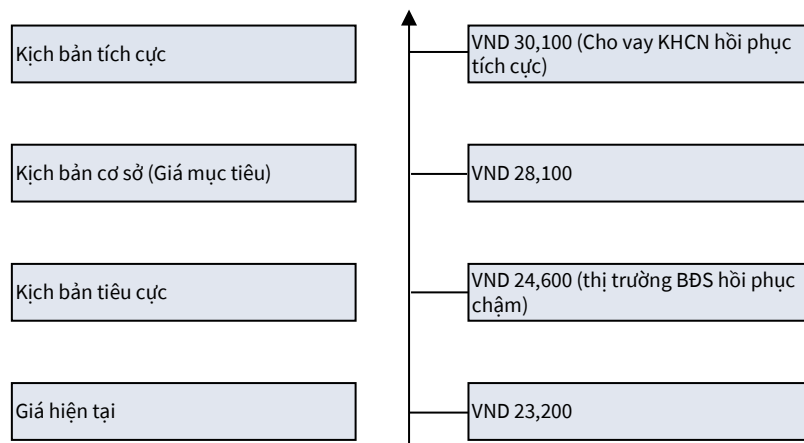 Kịch bản tích cực
VND 30,100 (Cho vay KHCN hồi phục
tích cực)
Kịch bản cơ sở (Giá mục tiêu)
VND 28,100
Kịch bản tiêu cực
VND 24,600 (thị trường BĐS hồi phục
chậm)
Giá hiện tại
VND 23,200